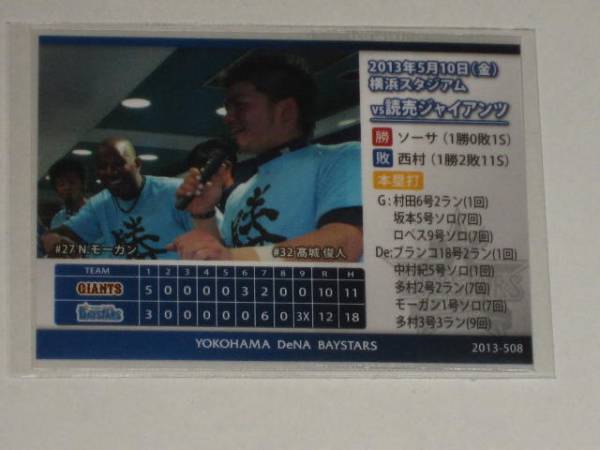 2013年5月10日(金)
横浜スタジアム
vs読売ジャイアンツ
勝 ソーサ (1勝0敗1S)
敗 西村 (1勝2敗11S)
本塁打
G:村田6号2ラン(1回)
坂本5号ソロ(7回)
ロペス9号ソロ(7回)
De:ブランコ18号2ラン(1回)
中村紀5号ソロ(1回)
多村2号2ラン(7回)
モーガン1号ソロ(7回)
多村3号3ラン(9回)
勝
勝
#27 N.モーガン
#32 髙城 俊人
TEAM 1 2 3 4 5 6 7 8 9 R H
GIANTS 5 0 0 0 0 3 2 0 0 10 11
BAYSTARS 3 0 0 0 0 0 6 0 3X 12 18
YOKOHAMA DeNA BAYSTARS
2013-508